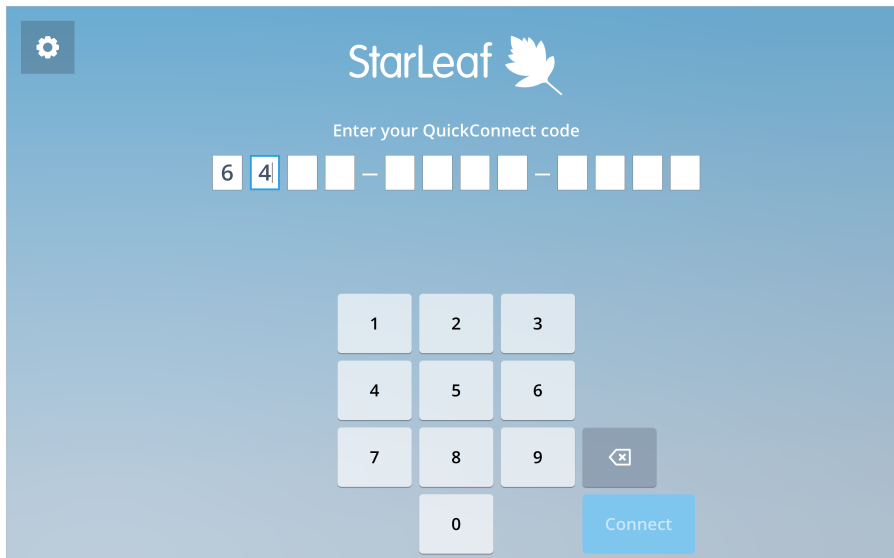 StarLeaf
Enter your QuickConnect code
6 4 – –
1 2 3
4 5 6
7 8 9
0 Connect